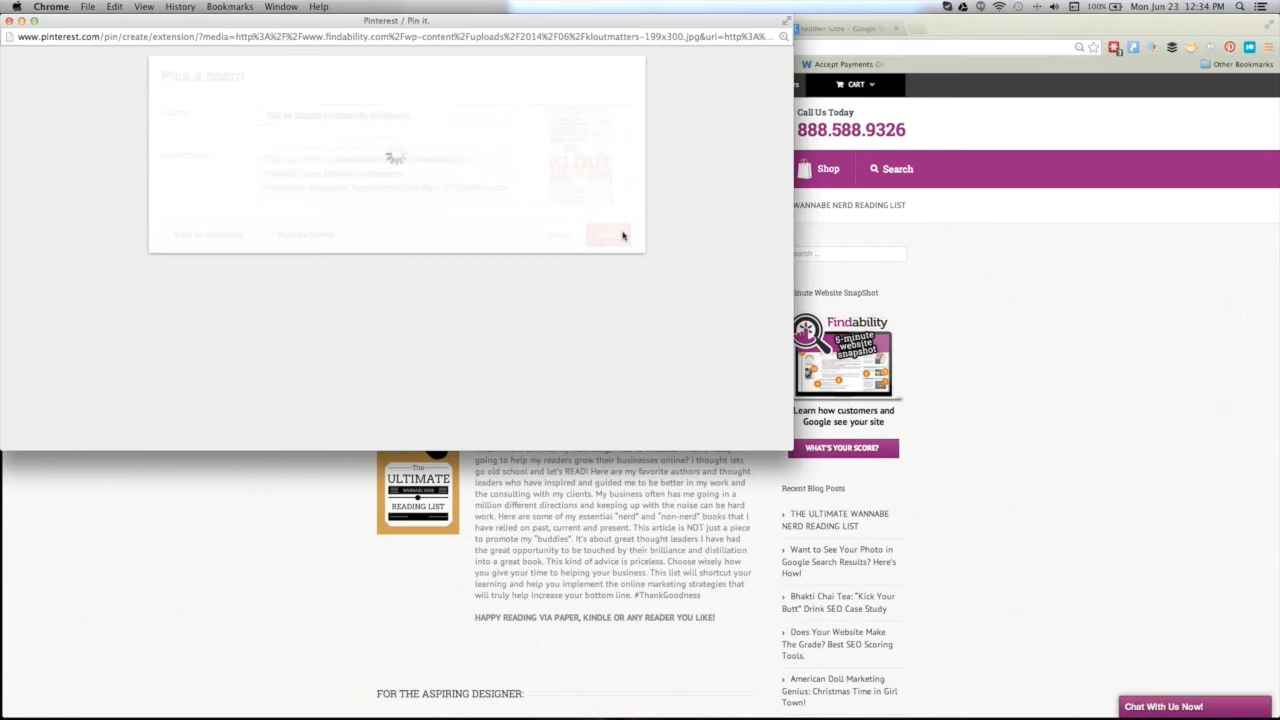 Chrome File Edit View History Bookmarks Window Help
100% Mon Jun 23 12:34 PM
Pinterest / Pin it.
www.pinterest.com/pin/create/extension/?media=http%3A%2F%2Fwww.findability.com%2Fwp-content%2Fuploads%2F2014%2F06%2Fkloutmatters-199x300.jpg&url=http%3A%...
heather lutze - Google Se
Accept Payments O
Other Bookmarks
Pick a board
KLOUT
MATTERS
CART
Call Us Today
888.588.9326
Shop Search
WANNABE NERD READING LIST
Search ...
inute Website SnapShot
Findability
5-minute
website
snapshot
Learn how customers and
Google see your site
WHAT'S YOUR SCORE?
The
ULTIMATE
WANNABE NERD
READING LIST
going to help my readers grow their businesses online? I thought lets
go old school and let's READ! Here are my favorite authors and thought
leaders who have inspired and guided me to be better in my work and
the consulting with my clients. My business often has me going in a
million different directions and keeping up with the noise can be hard
work. Here are some of my essential "nerd" and "non-nerd" books that I
have relied on past, current and present. This article is NOT just a piece
to promote my "buddies". It's about great thought leaders I have had
the great opportunity to be touched by their brilliance and distillation
into a great book. This kind of advice is priceless. Choose wisely how
you give your time to helping your business. This list will shortcut your
learning and help you implement the online marketing strategies that
will truly help increase your bottom line. #ThankGoodness
HAPPY READING VIA PAPER, KINDLE OR ANY READER YOU LIKE!
FOR THE ASPIRING DESIGNER:
Recent Blog Posts
THE ULTIMATE WANNABE
NERD READING LIST
Want to See Your Photo in
Google Search Results? Here's
How!
Bhakti Chai Tea: "Kick Your
Butt" Drink SEO Case Study
Does Your Website Make
The Grade? Best SEO Scoring
Tools.
American Doll Marketing
Genius: Christmas Time in Girl
Town!
Chat With Us Now!